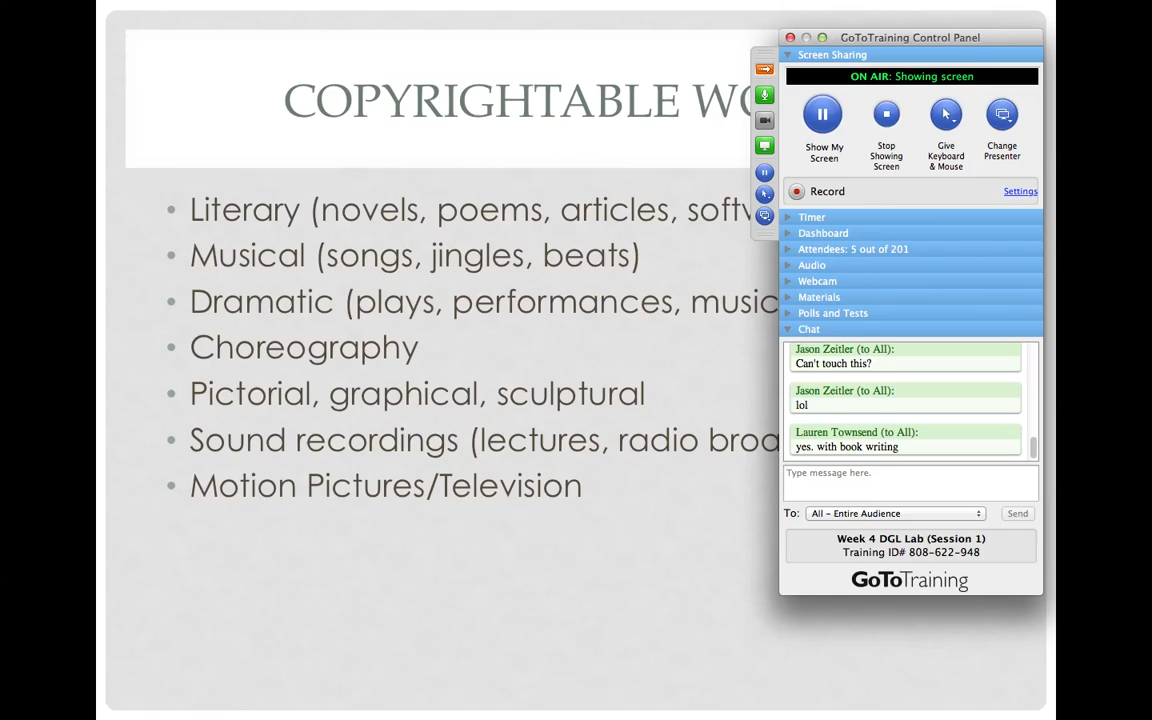 COPYRIGHTABLE
Literary (novels, poems, articles,
Musical (songs, jingles, beats)
Dramatic (plays, performances,
Choreography
Pictorial, graphical, sculptural
Sound recordings (lectures, radio
Motion Pictures/Television
GoToTraining Control Panel
Screen Sharing
ON AIR: Showing screen
Show My Screen
Stop Showing Screen
Give Keyboard & Mouse
Change Presenter
Record
Settings
Timer
Dashboard
Attendees: 5 out of 201
Audio
Webcam
Materials
Polls and Tests
Chat
Jason Zeitler (to All):
Can't touch this?
Jason Zeitler (to All):
lol
Lauren Townsend (to All):
yes. with book writing
Type message here.
To: All - Entire Audience Send
Week 4 DGL Lab (Session 1)
Training ID# 808-622-948
GoToTraining